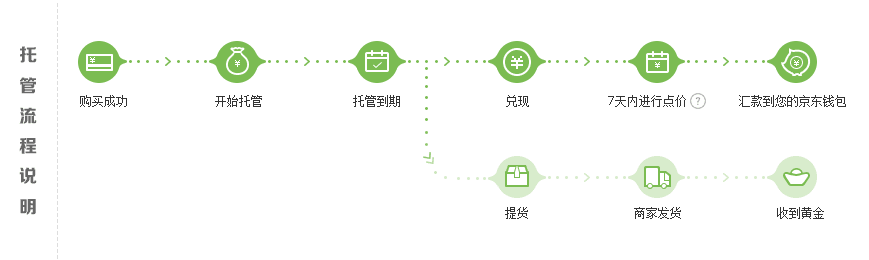 托管流程说明
购买成功
开始托管
托管到期
兑现
7天内进行点价 ?
汇款到您的京东钱包
提货
商家发货
收到黄金